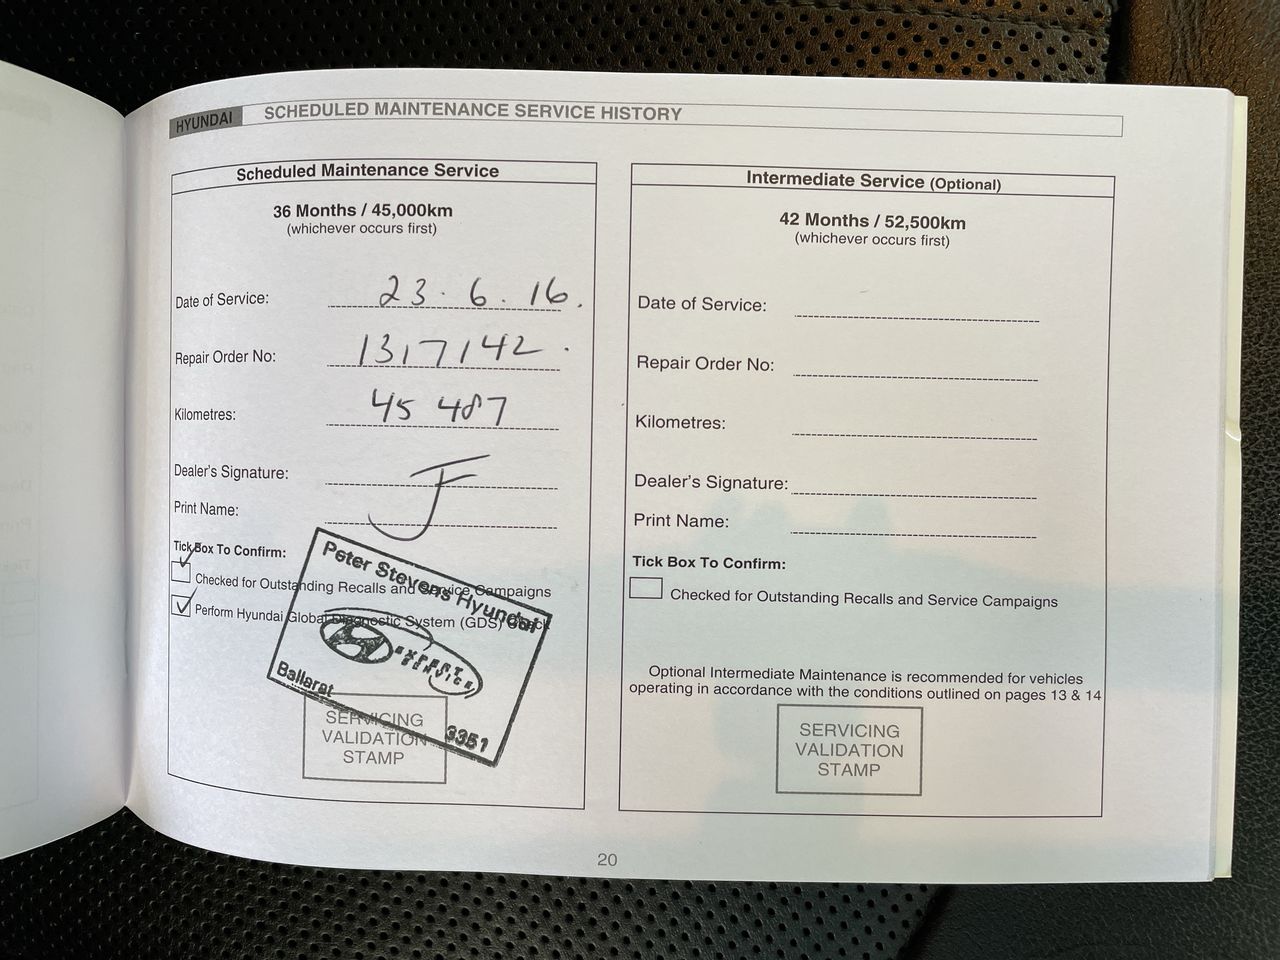 HYUNDAI
SCHEDULED MAINTENANCE SERVICE HISTORY
Scheduled Maintenance Service
36 Months / 45,000km
(whichever occurs first)
Date of Service: 23 . 6 . 16 .
Repair Order No: 1317142 .
Kilometres: 45 487
Dealer's Signature: J
Print Name:
Tick Box To Confirm:
Checked for Outstanding Recalls and Service Campaigns
Perform Hyundai Global Diagnostic System (GDS) Check
Peter Stevens Hyundai
EXPERT
SERVICE
Ballarat
3351
SERVICING
VALIDATION
STAMP
Intermediate Service (Optional)
42 Months / 52,500km
(whichever occurs first)
Date of Service:
Repair Order No:
Kilometres:
Dealer's Signature:
Print Name:
Tick Box To Confirm:
Checked for Outstanding Recalls and Service Campaigns
Optional Intermediate Maintenance is recommended for vehicles
operating in accordance with the conditions outlined on pages 13 & 14
SERVICING
VALIDATION
STAMP
20